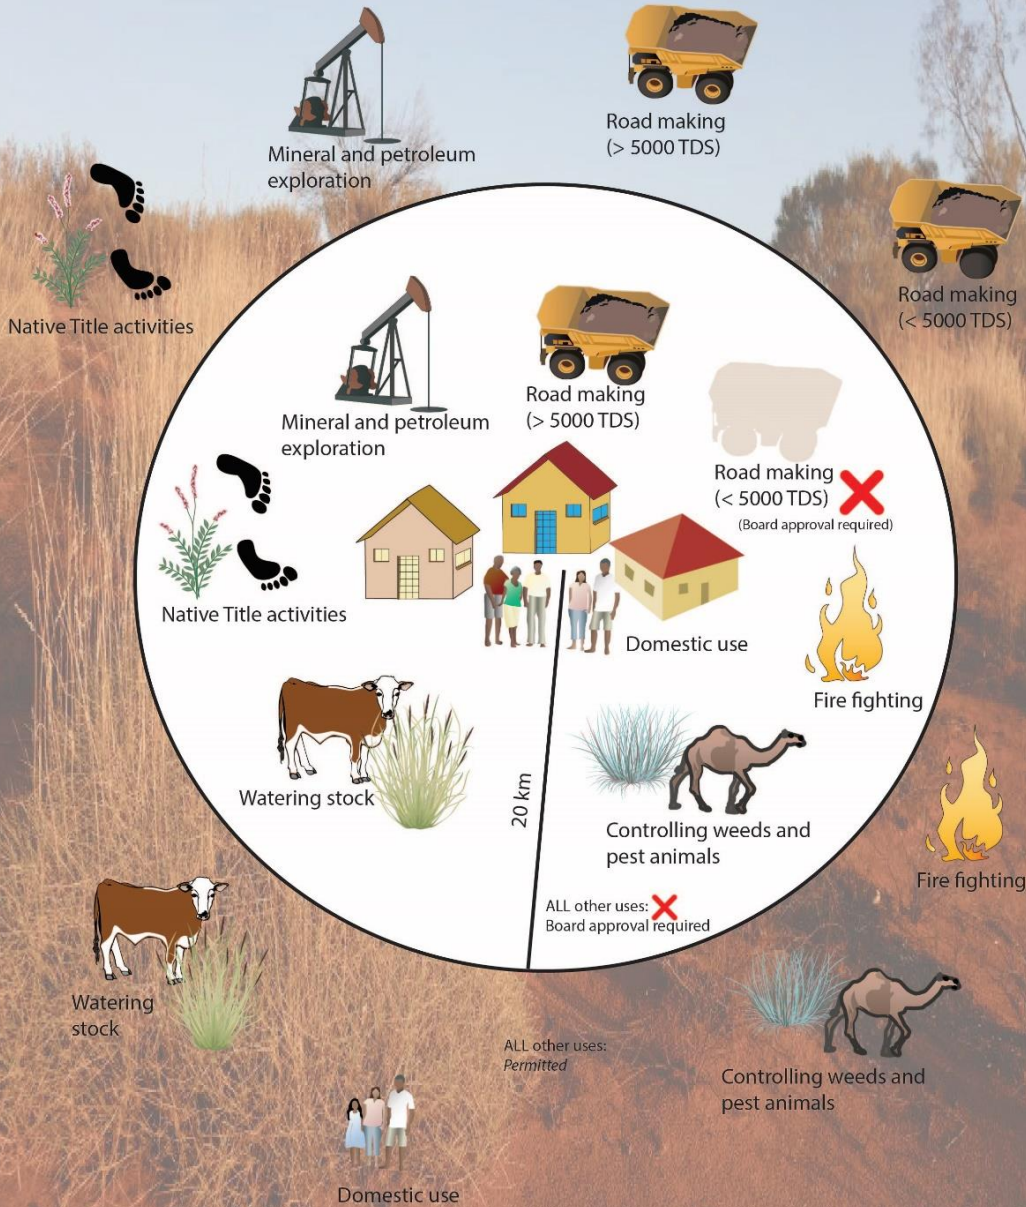 Road making
(> 5000 TDS)
Mineral and petroleum
exploration
Road making
(< 5000 TDS)
Native Title activities
Road making
(> 5000 TDS)
Mineral and petroleum
exploration
Road making
(< 5000 TDS)
(Board approval required)
Native Title activities
Domestic use
Fire fighting
Watering stock
20 km
Controlling weeds and
pest animals
Fire fighting
ALL other uses:
Board approval required
Watering
stock
ALL other uses:
Permitted
Controlling weeds and
pest animals
Domestic use